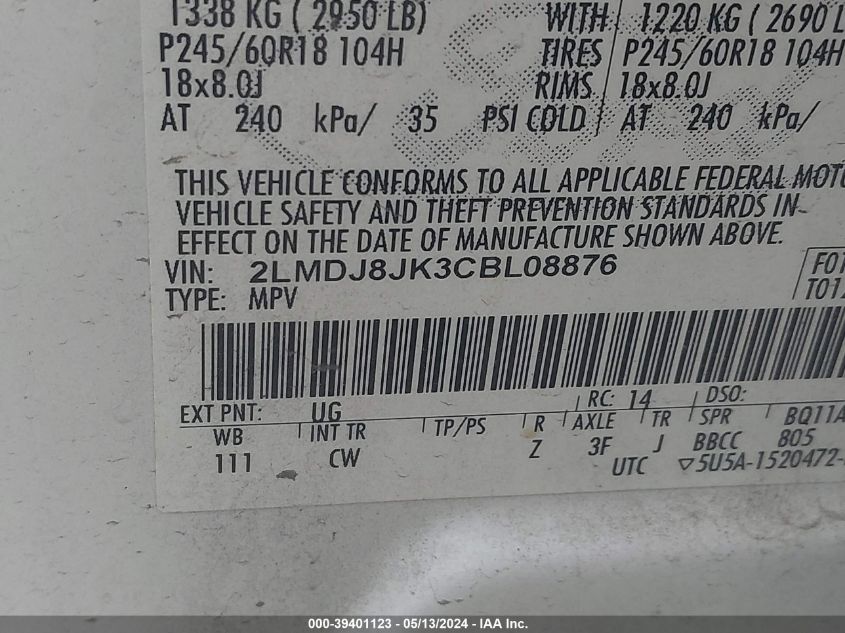 1338 KG ( 2950 LB) WITH 1220 KG ( 2690 L
P245/60R18 104H TIRES P245/60R18 104H
18x8.0J RIMS 18x8.0J
AT 240 kPa/ 35 PSI COLD AT 240 kPa/
THIS VEHICLE CONFORMS TO ALL APPLICABLE FEDERAL MOTO
VEHICLE SAFETY AND THEFT PREVENTION STANDARDS IN
EFFECT ON THE DATE OF MANUFACTURE SHOWN ABOVE.
VIN: 2LMDJ8JK3CBL08876 F01
TYPE: MPV T012
EXT PNT: UG RC: 14 DSO:
WB INT TR TP/PS R AXLE TR SPR BQ11A
111 CW Z 3F J BBCC 805
UTC ▽5U5A-1520472-
000-39401123 - 05/13/2024 - IAA Inc.